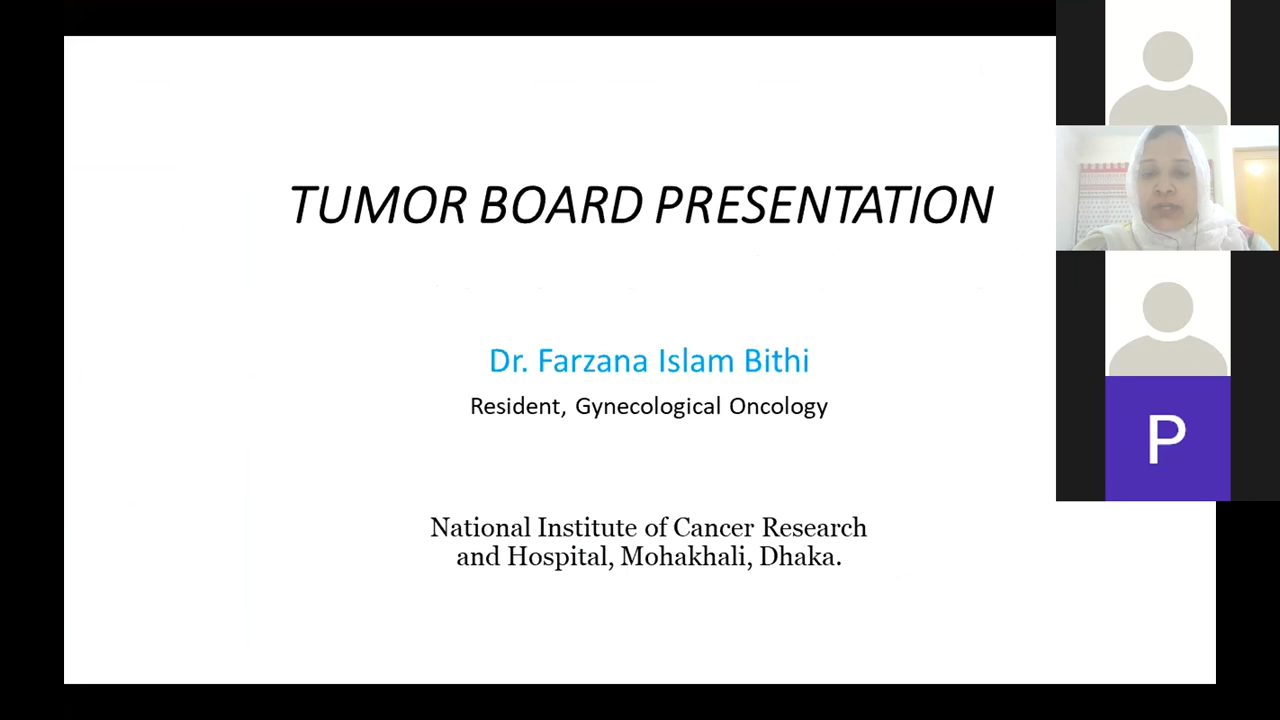 TUMOR BOARD PRESENTATION
Dr. Farzana Islam Bithi
Resident, Gynecological Oncology
National Institute of Cancer Research
and Hospital, Mohakhali, Dhaka.
P